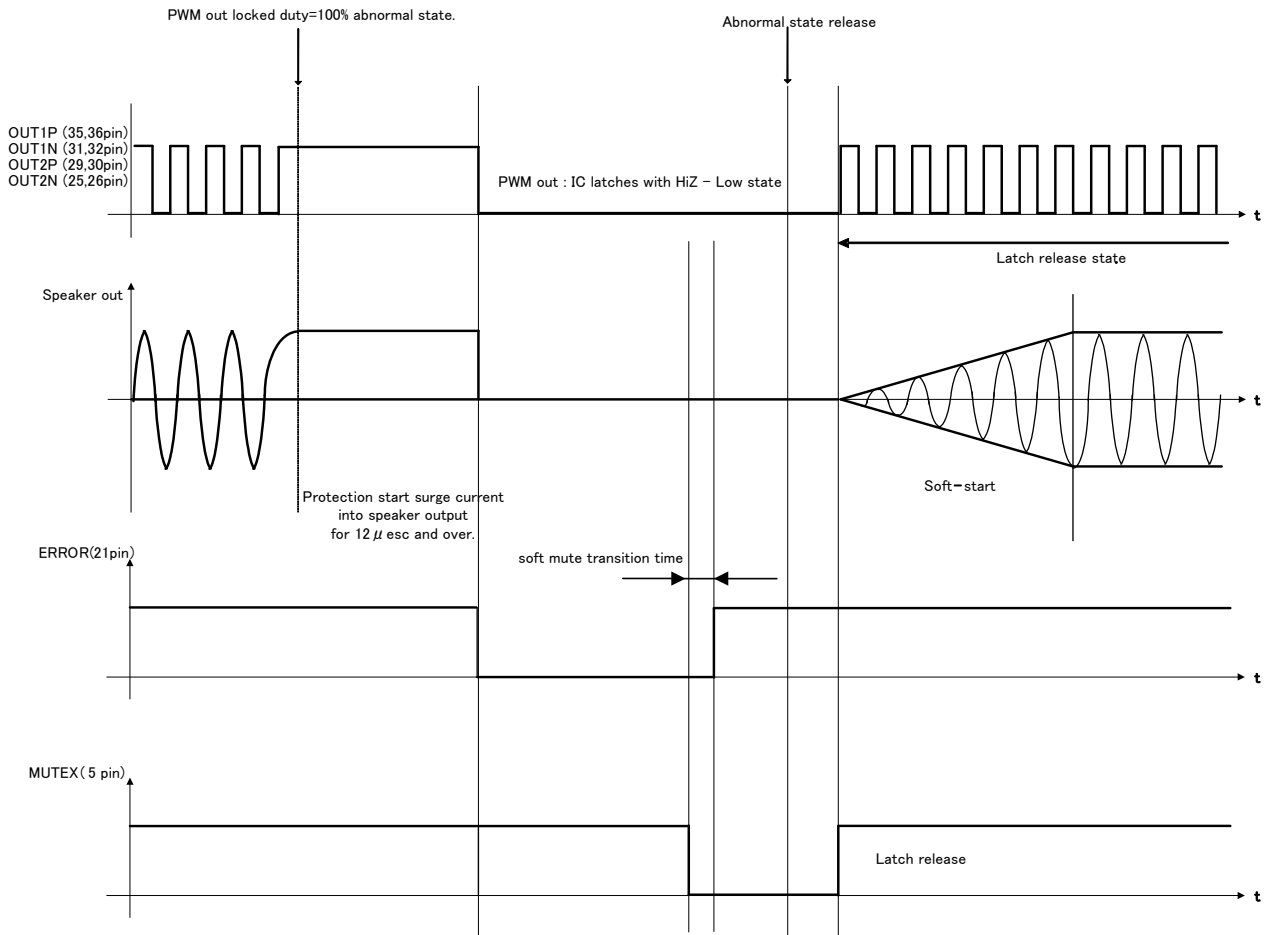 PWM out locked duty=100% abnormal state.
Abnormal state release
OUT1P (35,36pin)
OUT1N (31,32pin)
OUT2P (29,30pin)
OUT2N (25,26pin)
PWM out : IC latches with HiZ - Low state
t
Latch release state
Speaker out
t
Soft-start
Protection start surge current
into speaker output
for 12 μ esc and over.
ERROR(21pin)
soft mute transition time
t
MUTEX(5 pin)
Latch release
t